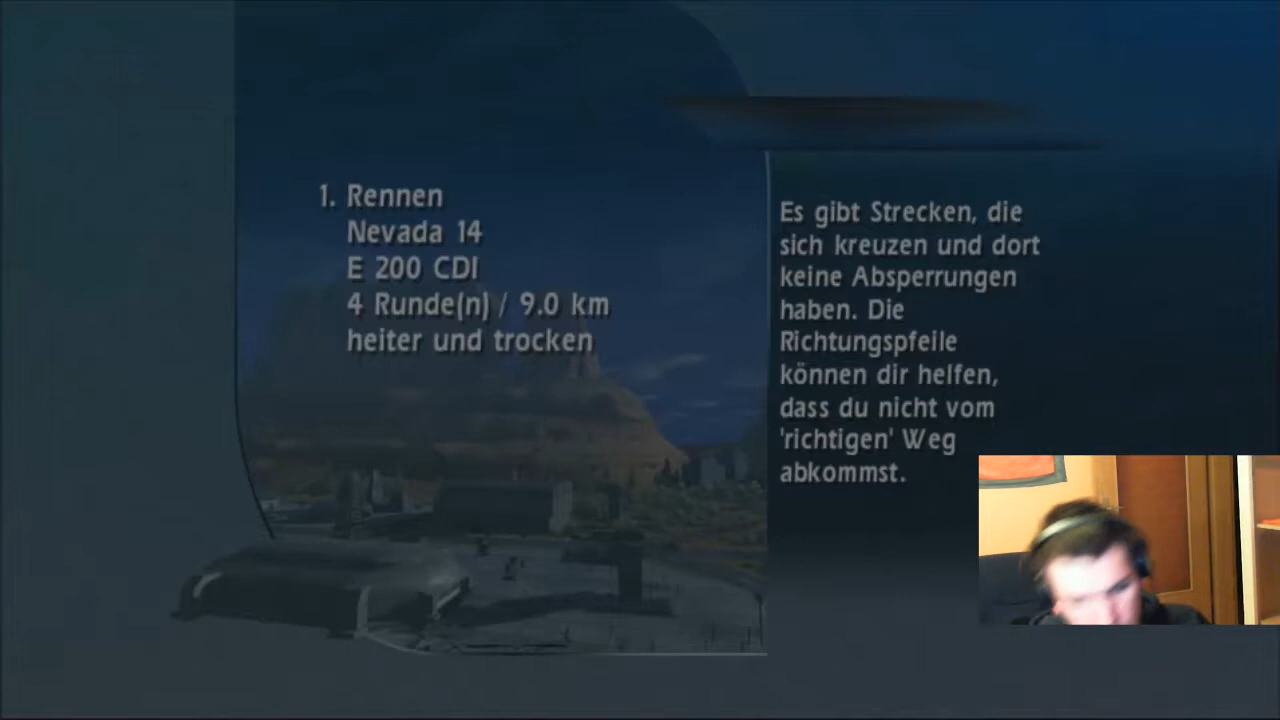 1. Rennen
Nevada 14
E 200 CDI
4 Runde(n) / 9.0 km
heiter und trocken
Es gibt Strecken, die
sich kreuzen und dort
keine Absperrungen
haben. Die
Richtungspfeile
können dir helfen,
dass du nicht vom
'richtigen' Weg
abkommst.